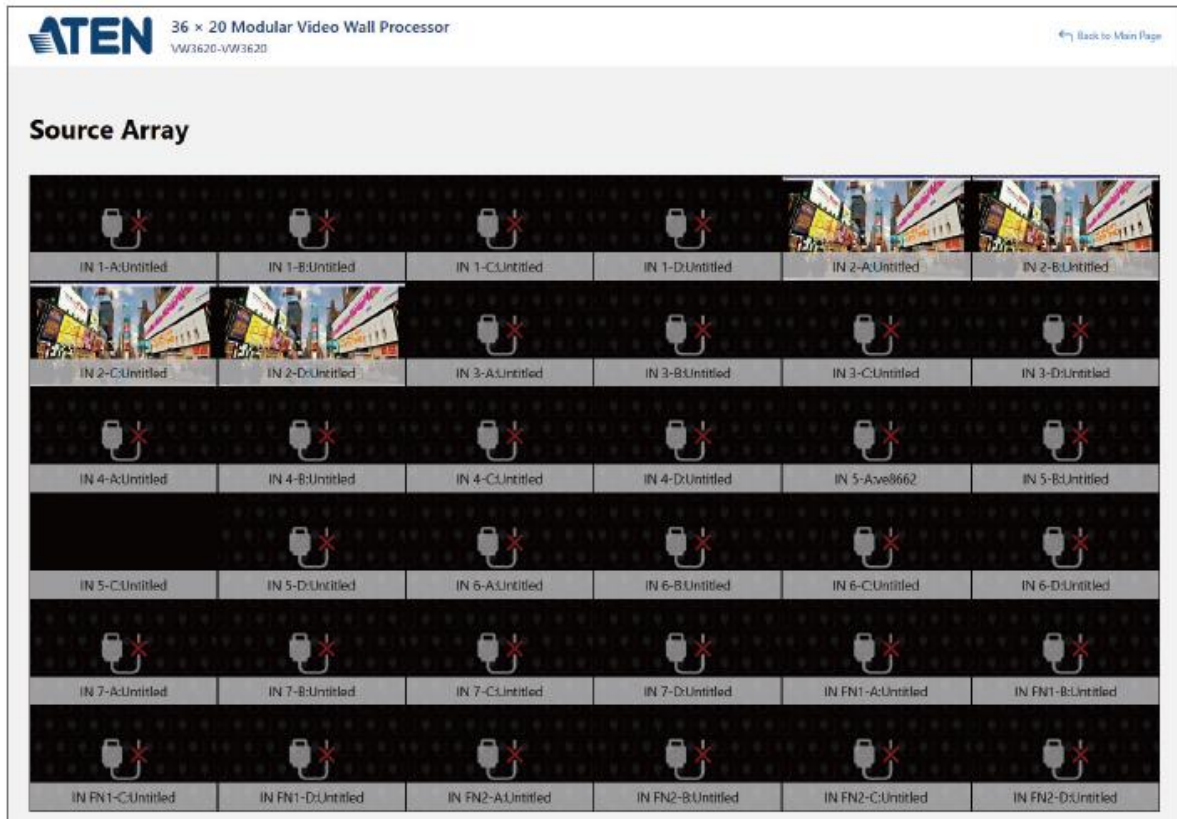 ATEN
36 × 20 Modular Video Wall Processor
VW3620-VW3620
Back to Main Page
Source Array
IN 1-A:Untitled
IN 1-B:Untitled
IN 1-C:Untitled
IN 1-D:Untitled
IN 2-A:Untitled
IN 2-B:Untitled
IN 2-C:Untitled
IN 2-D:Untitled
IN 3-A:Untitled
IN 3-B:Untitled
IN 3-C:Untitled
IN 3-D:Untitled
IN 4-A:Untitled
IN 4-B:Untitled
IN 4-C:Untitled
IN 4-D:Untitled
IN 5-A:ve8662
IN 5-B:Untitled
IN 5-C:Untitled
IN 5-D:Untitled
IN 6-A:Untitled
IN 6-B:Untitled
IN 6-C:Untitled
IN 6-D:Untitled
IN 7-A:Untitled
IN 7-B:Untitled
IN 7-C:Untitled
IN 7-D:Untitled
IN FN1-A:Untitled
IN FN1-B:Untitled
IN FN1-C:Untitled
IN FN1-D:Untitled
IN FN2-A:Untitled
IN FN2-B:Untitled
IN FN2-C:Untitled
IN FN2-D:Untitled